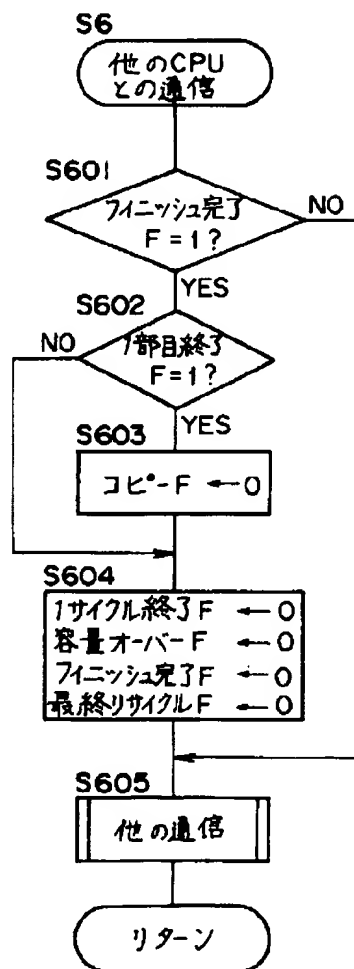 S6
他のCPU
との通信
S601
フィニッシュ完了
F=1?
NO
YES
S602
1部目終了
F=1?
NO
YES
S603
コピーF ←0
S604
1サイクル終了F ←0
容量オーバーF ←0
フィニッシュ完了F ←0
最終リサイクルF ←0
S605
他の通信
リターン